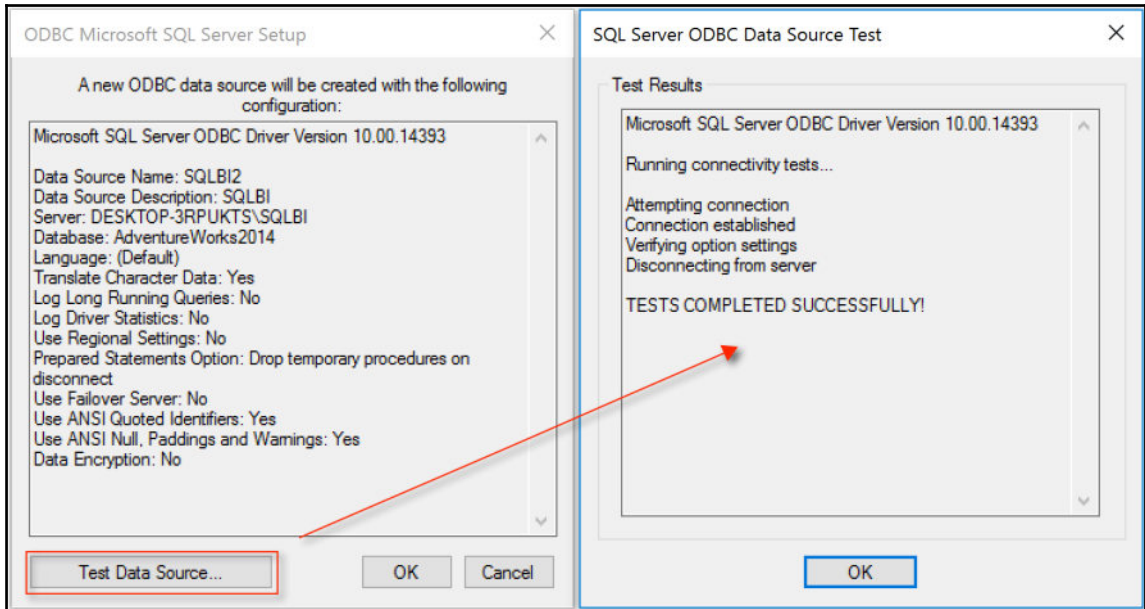 ODBC Microsoft SQL Server Setup
A new ODBC data source will be created with the following
configuration:
Microsoft SQL Server ODBC Driver Version 10.00.14393
Data Source Name: SQLBI2
Data Source Description: SQLBI
Server: DESKTOP-3RPUKTS\SQLBI
Database: AdventureWorks2014
Language: (Default)
Translate Character Data: Yes
Log Long Running Queries: No
Log Driver Statistics: No
Use Regional Settings: No
Prepared Statements Option: Drop temporary procedures on
disconnect
Use Failover Server: No
Use ANSI Quoted Identifiers: Yes
Use ANSI Null, Paddings and Warnings: Yes
Data Encryption: No
Test Data Source...
OK
Cancel
SQL Server ODBC Data Source Test
Test Results
Microsoft SQL Server ODBC Driver Version 10.00.14393
Running connectivity tests...
Attempting connection
Connection established
Verifying option settings
Disconnecting from server
TESTS COMPLETED SUCCESSFULLY!
OK